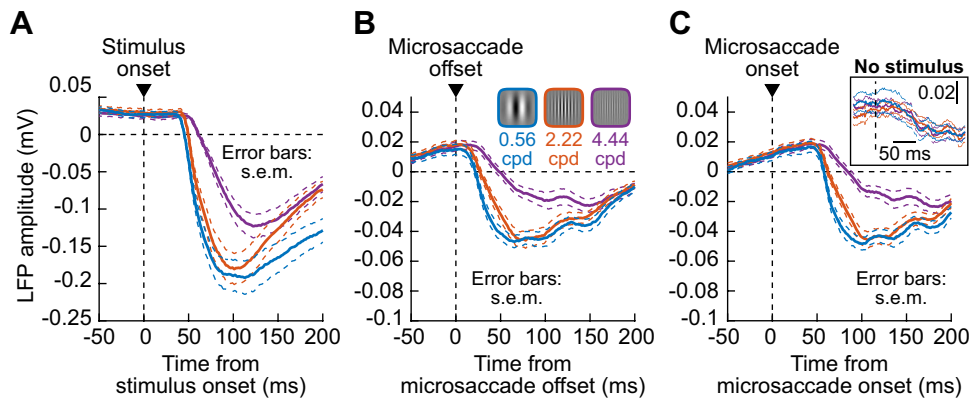 A
Stimulus
onset
0.05
0
-0.05
-0.1
-0.15
-0.2
-0.25
LFP amplitude (mV)
Error bars:
s.e.m.
-50 0 50 100 150 200
Time from
stimulus onset (ms)
B
Microsaccade
offset
0.04
0.02
0
-0.02
-0.04
-0.06
-0.08
-0.1
0.56 2.22 4.44
cpd cpd cpd
Error bars:
s.e.m.
-50 0 50 100 150 200
Time from
microsaccade offset (ms)
C
Microsaccade
onset
No stimulus
0.02
50 ms
0.04
0.02
0
-0.02
-0.04
-0.06
-0.08
-0.1
Error bars:
s.e.m.
-50 0 50 100 150 200
Time from
microsaccade onset (ms)